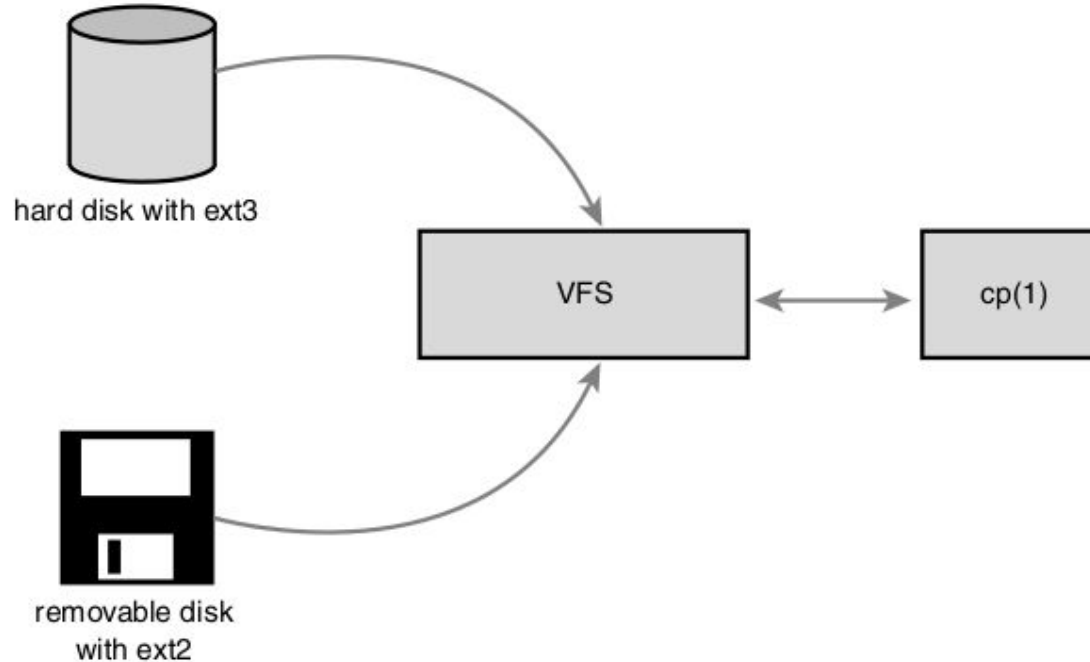 hard disk with ext3
VFS
cp(1)
removable disk
with ext2